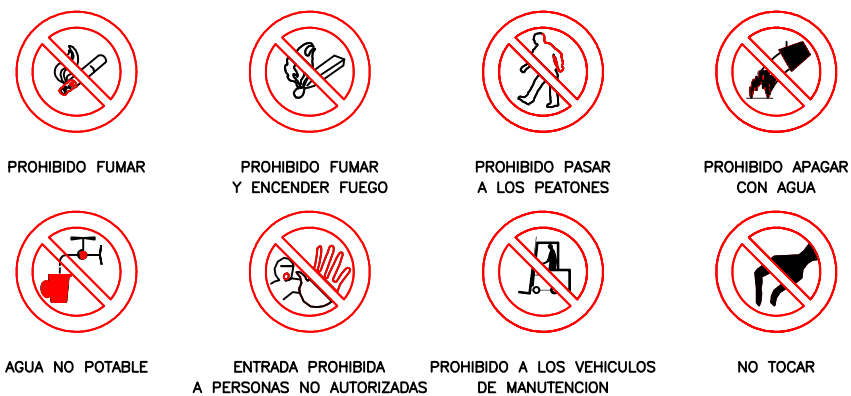 PROHIBIDO FUMAR
PROHIBIDO FUMAR
Y ENCENDER FUEGO
PROHIBIDO PASAR
A LOS PEATONES
PROHIBIDO APAGAR
CON AGUA
AGUA NO POTABLE
ENTRADA PROHIBIDA
A PERSONAS NO AUTORIZADAS
PROHIBIDO A LOS VEHICULOS
DE MANUTENCION
NO TOCAR